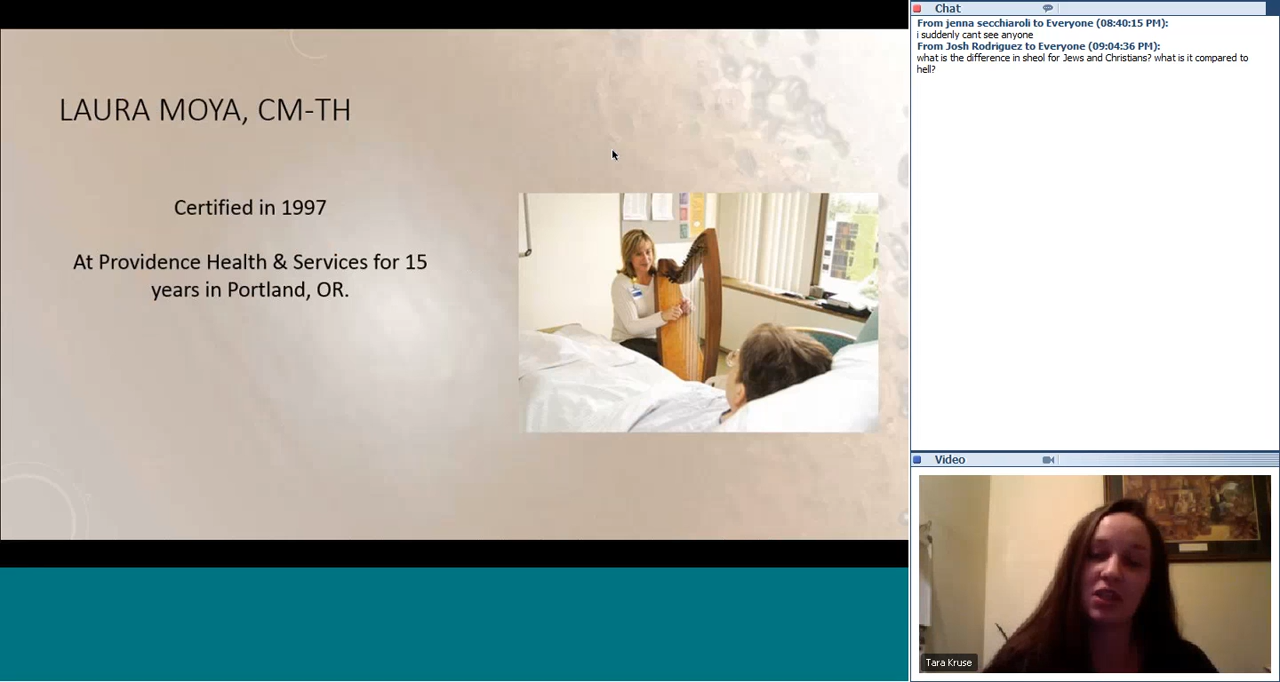 LAURA MOYA, CM-TH
Certified in 1997
At Providence Health & Services for 15
years in Portland, OR.
Chat
From jenna secchiaroli to Everyone (08:40:15 PM):
i suddenly cant see anyone
From Josh Rodriguez to Everyone (09:04:36 PM):
what is the difference in sheol for Jews and Christians? what is it compared to
hell?
Video
Tara Kruse